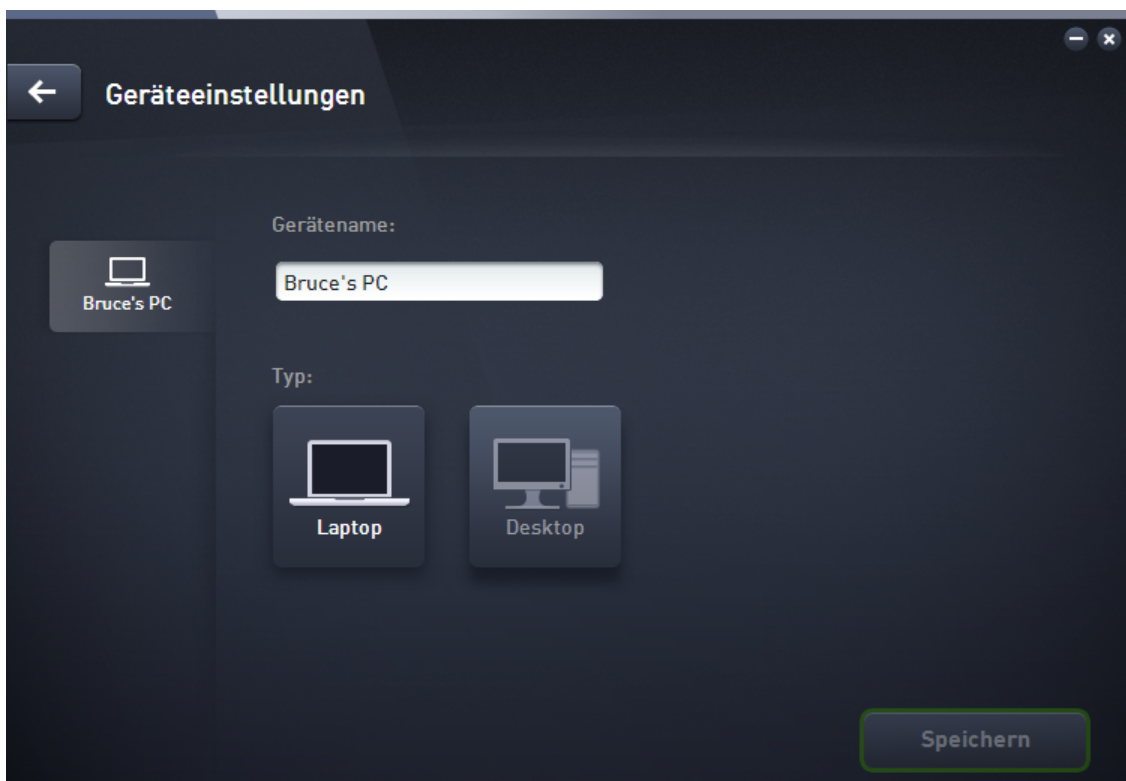 Geräteeinstellungen
Gerätename:
Bruce's PC
Bruce's PC
Typ:
Laptop
Desktop
Speichern